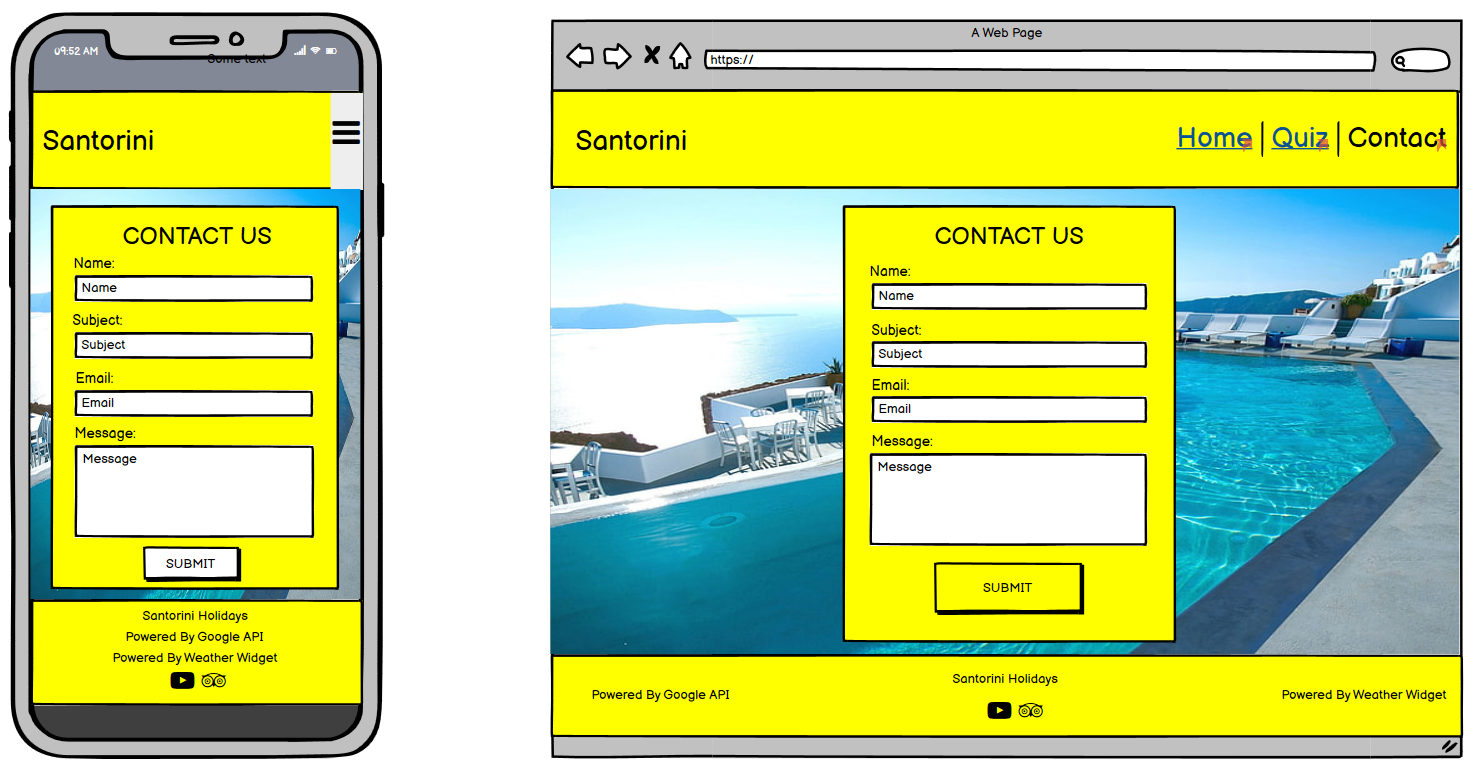 09:52 AM
Some text
Santorini
CONTACT US
Name:
Name
Subject:
Subject
Email:
Email
Message:
Message
SUBMIT
Santorini Holidays
Powered By Google API
Powered By Weather Widget
A Web Page
https://
Santorini
Home
Quiz
Contact
CONTACT US
Name:
Name
Subject:
Subject
Email:
Email
Message:
Message
SUBMIT
Powered By Google API
Santorini Holidays
Powered By Weather Widget